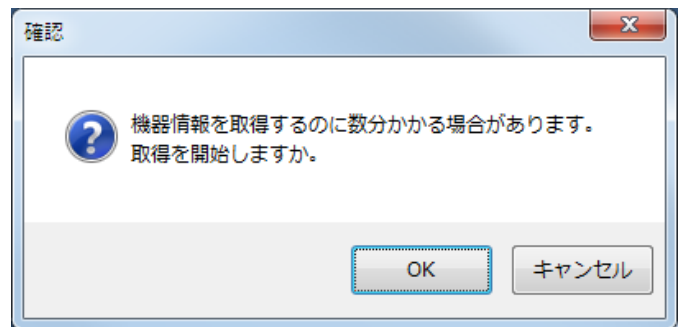 確認
機器情報を取得するのに数分かかる場合があります。
取得を開始しますか。
OK
キャンセル